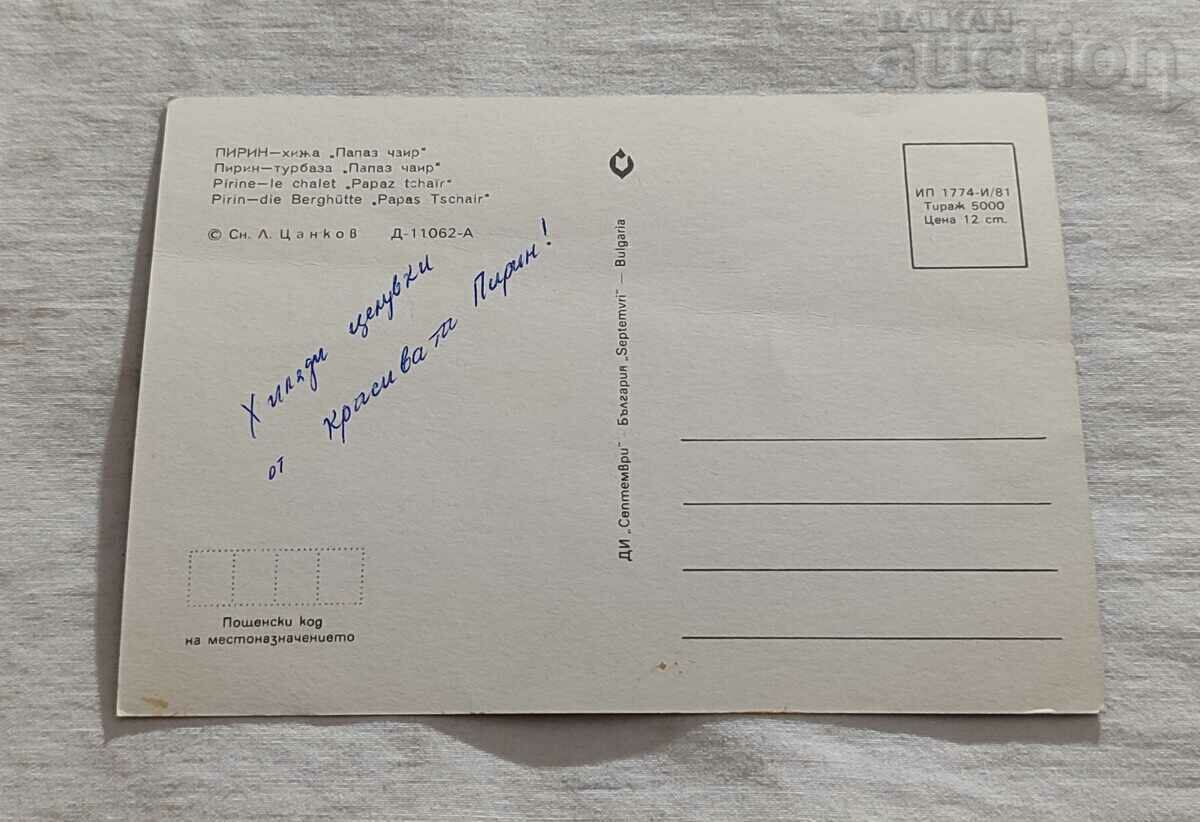 BALKAN
auction
ПИРИН—хижа „Папаз чаир"
Пирин—турбаза „Папаз чаир"
Pirine—le chalet „Papaz tchaïr"
Pirin—die Berghütte „Papas Tschair"
© Сн. Л. Цанков Д-11062-А
Хиляди целувки
от красивата Пирин!
Пощенски код
на местоназначението
ДИ „Септември" - България „Septemvri" — Bulgaria
ИП 1774-И/81
Тираж 5000
Цена 12 ст.